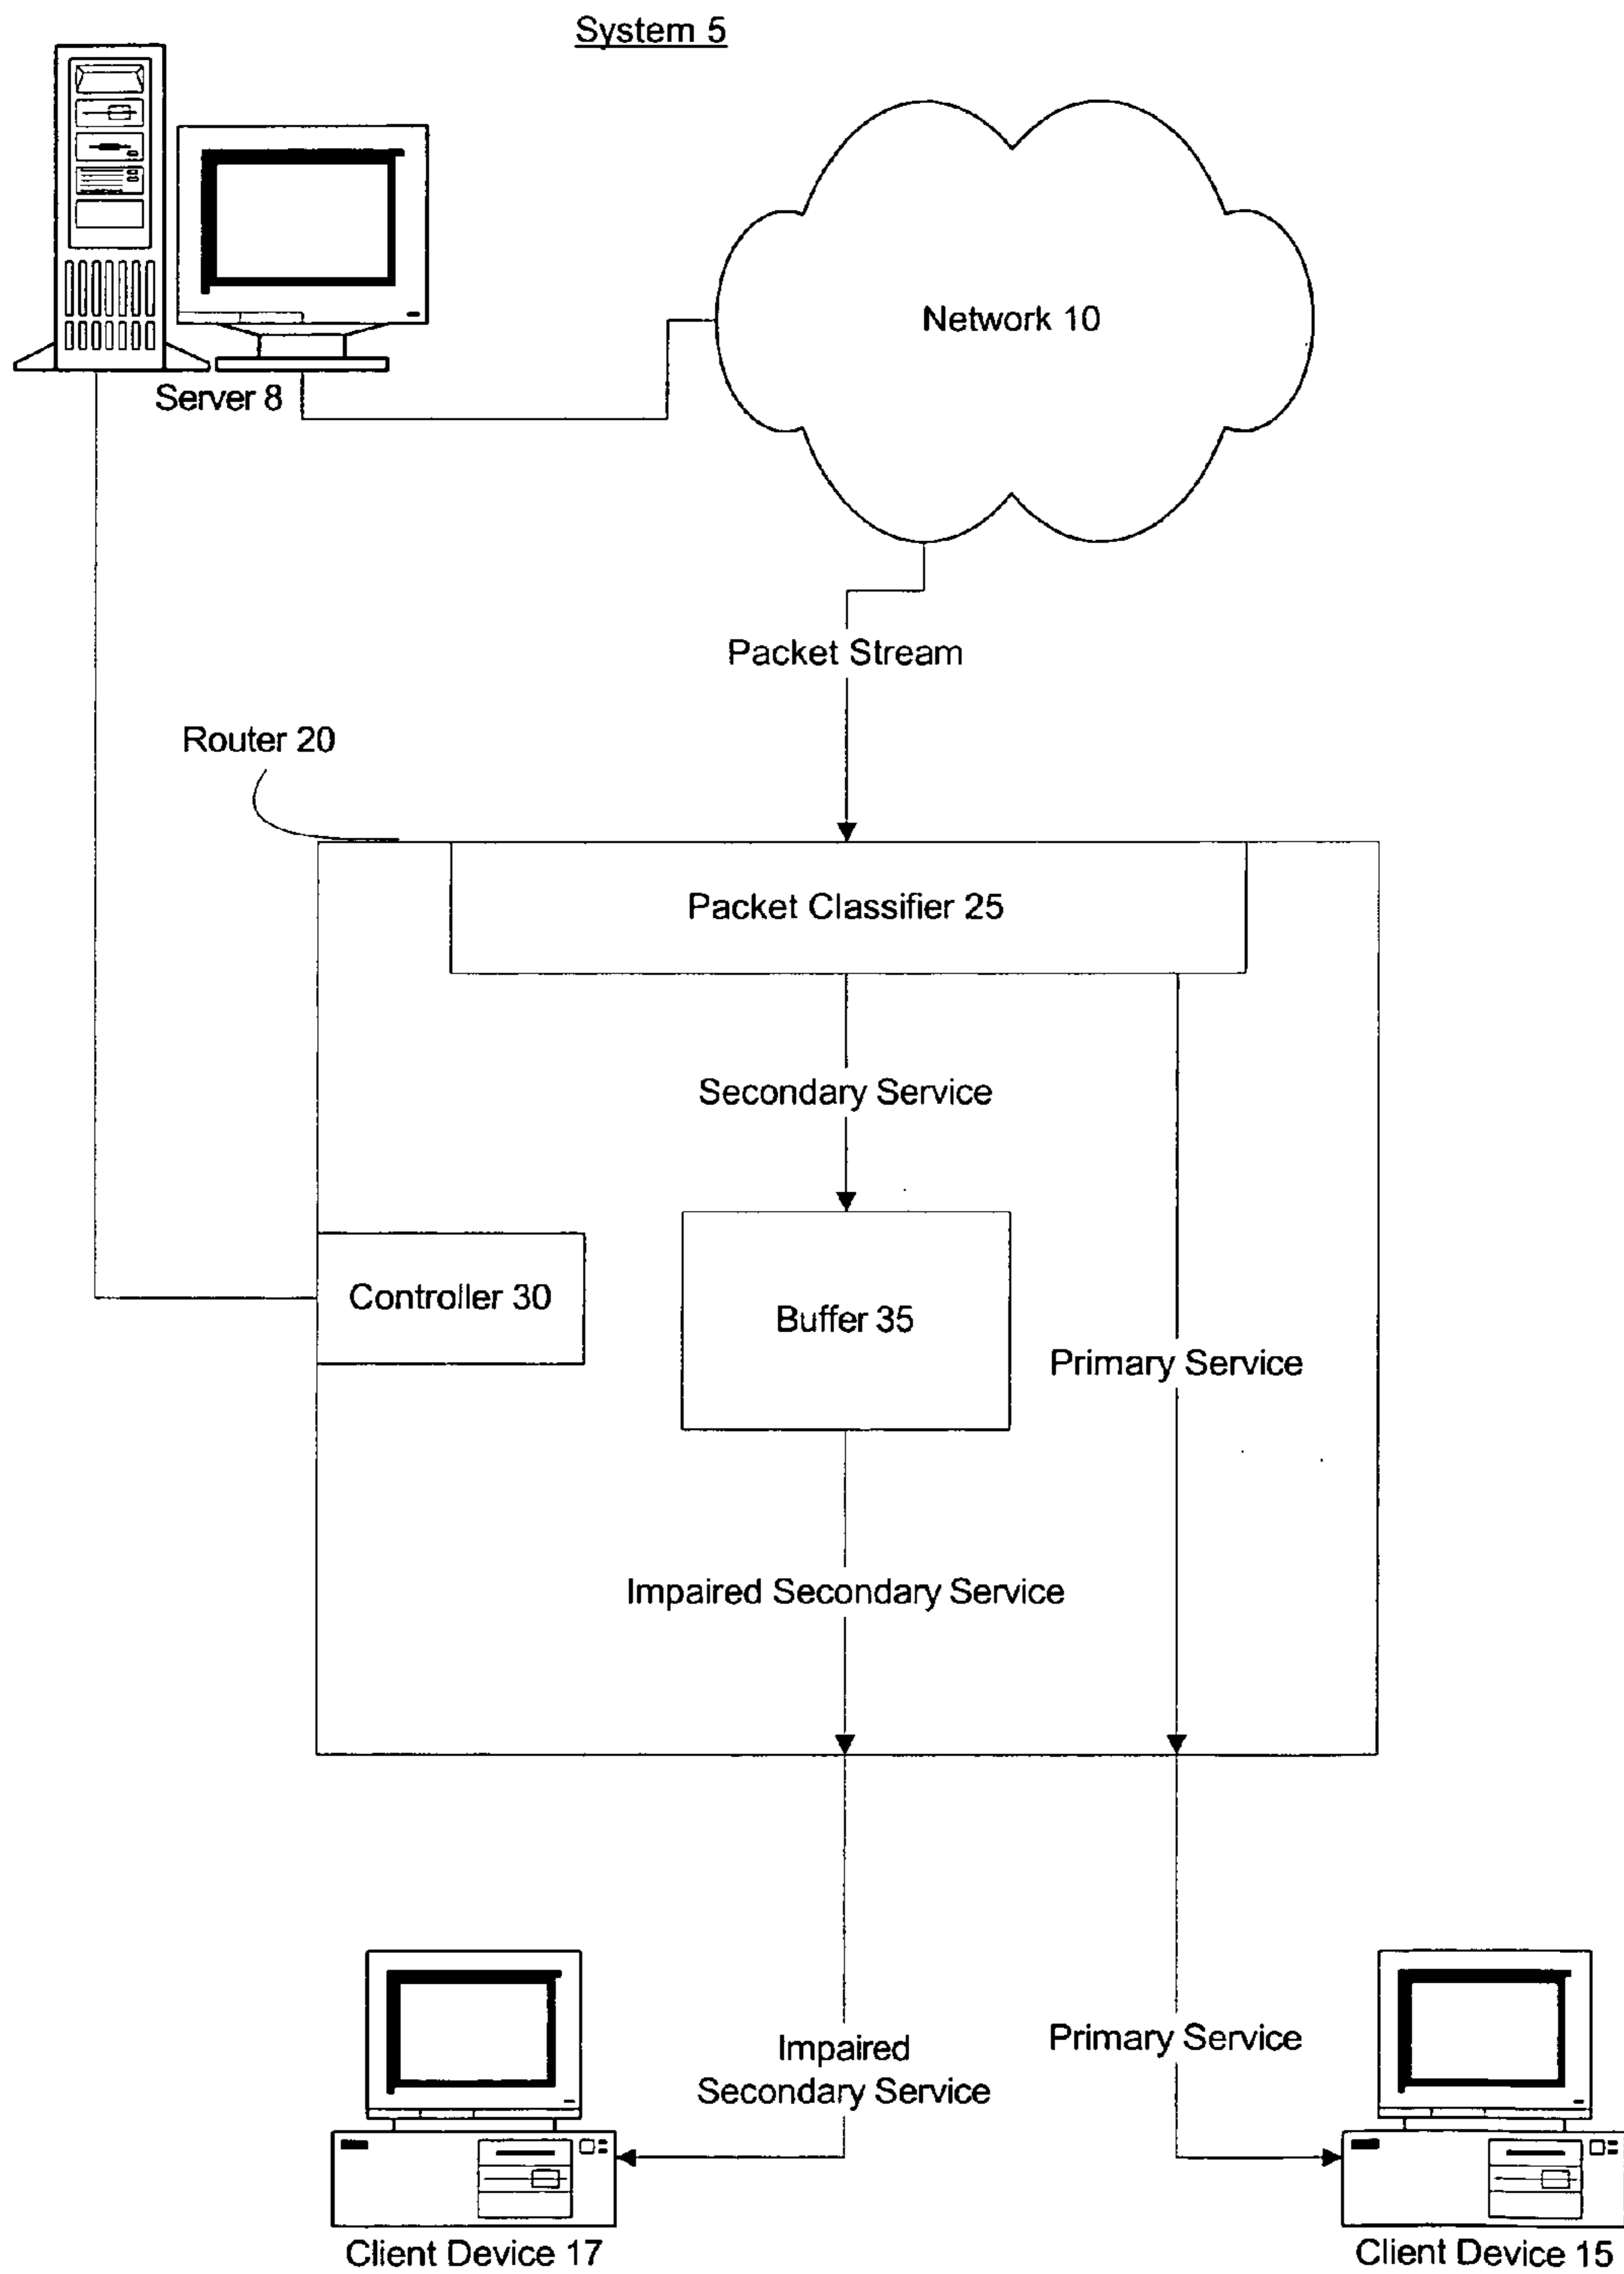 System 5
Network 10
Server 8
Packet Stream
Router 20
Packet Classifier 25
Secondary Service
Controller 30
Buffer 35
Primary Service
Impaired Secondary Service
Impaired
Secondary Service
Primary Service
Client Device 17
Client Device 15